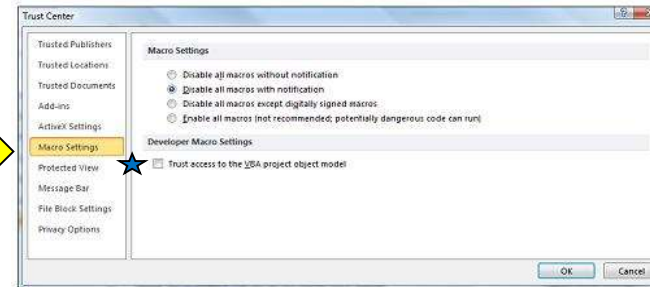 Trust Center
Trusted Publishers
Trusted Locations
Trusted Documents
Add-ins
ActiveX Settings
Macro Settings
Protected View
Message Bar
File Block Settings
Privacy Options
Macro Settings
Disable all macros without notification
Disable all macros with notification
Disable all macros except digitally signed macros
Enable all macros (not recommended; potentially dangerous code can run)
Developer Macro Settings
Trust access to the VBA project object model
OK
Cancel